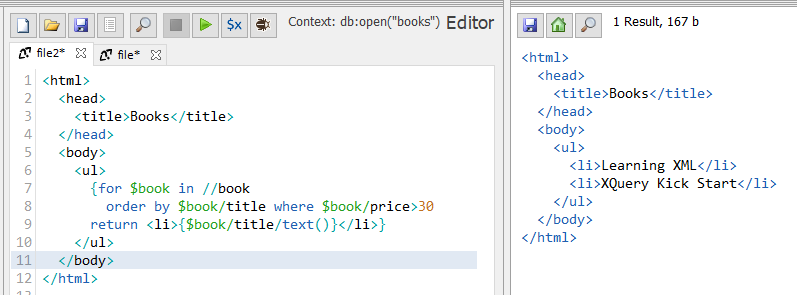 $x Context: db:open("books") Editor
file2* file*
1 <html>
2   <head>
3     <title>Books</title>
4   </head>
5   <body>
6     <ul>
7       {for $book in //book
8         order by $book/title where $book/price>30
9       return <li>{$book/title/text()}</li>}
10     </ul>
11   </body>
12 </html>
13
1 Result, 167 b
<html>
  <head>
    <title>Books</title>
  </head>
  <body>
    <ul>
      <li>Learning XML</li>
      <li>XQuery Kick Start</li>
    </ul>
  </body>
</html>